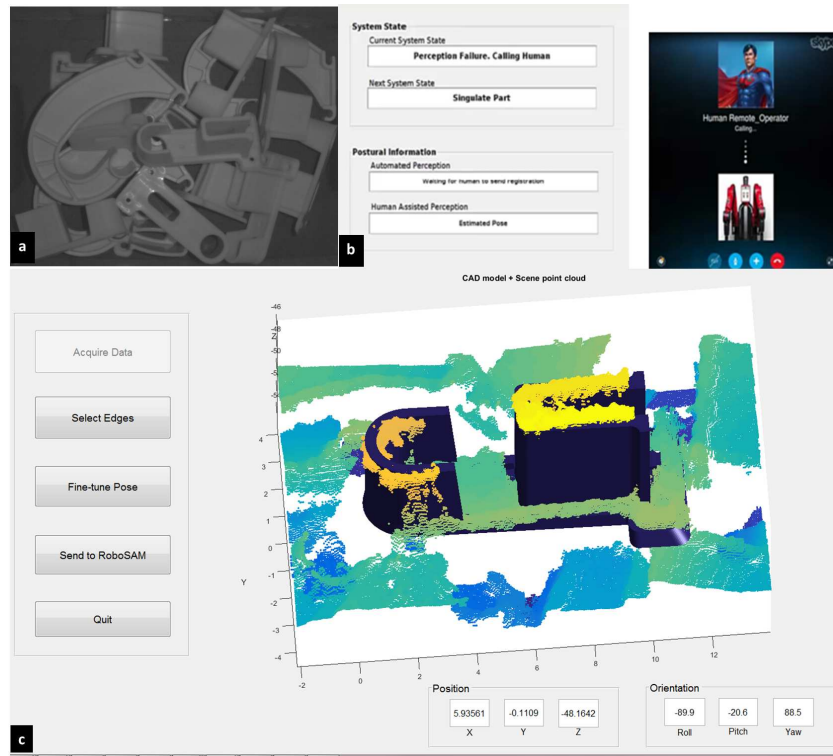 a
System State
Current System State
Perception Failure. Calling Human
Next System State
Singulate Part
Postural Information
Automated Perception
Waiting for Human to send registration
Human Assisted Perception
Estimated Pose
b
skype
Human Remote_Operator
Calling...
CAD model + Scene point cloud
Acquire Data
Select Edges
Fine-tune Pose
Send to RoboSAM
Quit
-46
-48
Z
-50
4
3
2
1
0
Y
-1
-2
-3
-4
-2 0 2 4 6 8 10 12
Position
5.93561 -0.1109 -48.1642
X Y Z
Orientation
-89.9 -20.6 88.5
Roll Pitch Yaw
c